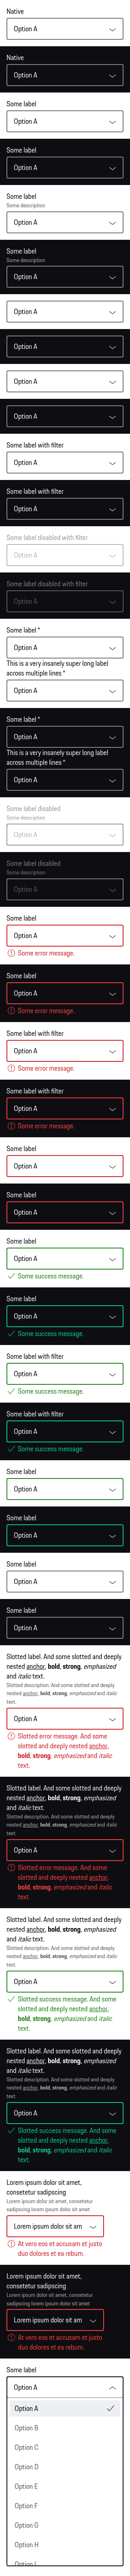 Native
Option A
Native
Option A
Some label
Option A
Some label
Option A
Some label
Some description
Option A
Some label
Some description
Option A
Option A
Option A
Option A
Option A
Some label with filter
Option A
Some label with filter
Option A
Some label disabled with filter
Option A
Some label disabled with filter
Option A
Some label *
Option A
This is a very insanely super long label
across multiple lines *
Option A
Some label *
Option A
This is a very insanely super long label
across multiple lines *
Option A
Some label disabled
Some description
Option A
Some label disabled
Some description
Option A
Some label
Option A
Some error message.
Some label
Option A
Some error message.
Some label with filter
Option A
Some error message.
Some label with filter
Option A
Some error message.
Some label
Option A
Some label
Option A
Some label
Option A
Some success message.
Some label
Option A
Some success message.
Some label with filter
Option A
Some success message.
Some label with filter
Option A
Some success message.
Some label
Option A
Some label
Option A
Some label
Option A
Some label
Option A
Slotted label. And some slotted and deeply
nested anchor, bold, strong, emphasized
and italic text.
Slotted description. And some slotted and deeply
nested anchor, bold, strong, emphasized and italic
text.
Option A
Slotted error message. And some
slotted and deeply nested anchor,
bold, strong, emphasized and italic
text.
Slotted label. And some slotted and deeply
nested anchor, bold, strong, emphasized
and italic text.
Slotted description. And some slotted and deeply
nested anchor, bold, strong, emphasized and italic
text.
Option A
Slotted error message. And some
slotted and deeply nested anchor,
bold, strong, emphasized and italic
text.
Slotted label. And some slotted and deeply
nested anchor, bold, strong, emphasized
and italic text.
Slotted description. And some slotted and deeply
nested anchor, bold, strong, emphasized and italic
text.
Option A
Slotted success message. And some
slotted and deeply nested anchor,
bold, strong, emphasized and italic
text.
Slotted label. And some slotted and deeply
nested anchor, bold, strong, emphasized
and italic text.
Slotted description. And some slotted and deeply
nested anchor, bold, strong, emphasized and italic
text.
Option A
Slotted success message. And some
slotted and deeply nested anchor,
bold, strong, emphasized and italic
text.
Lorem ipsum dolor sit amet,
consetetur sadipscing
Lorem ipsum dolor sit amet, consetetur
sadipscing lorem ipsum dolor sit amet
Lorem ipsum dolor sit am
At vero eos et accusam et justo
duo dolores et ea rebum.
Lorem ipsum dolor sit amet,
consetetur sadipscing
Lorem ipsum dolor sit amet, consetetur
sadipscing lorem ipsum dolor sit amet
Lorem ipsum dolor sit am
At vero eos et accusam et justo
duo dolores et ea rebum.
Some label
Option A
Option A
Option B
Option C
Option D
Option E
Option F
Option G
Option H
Option I